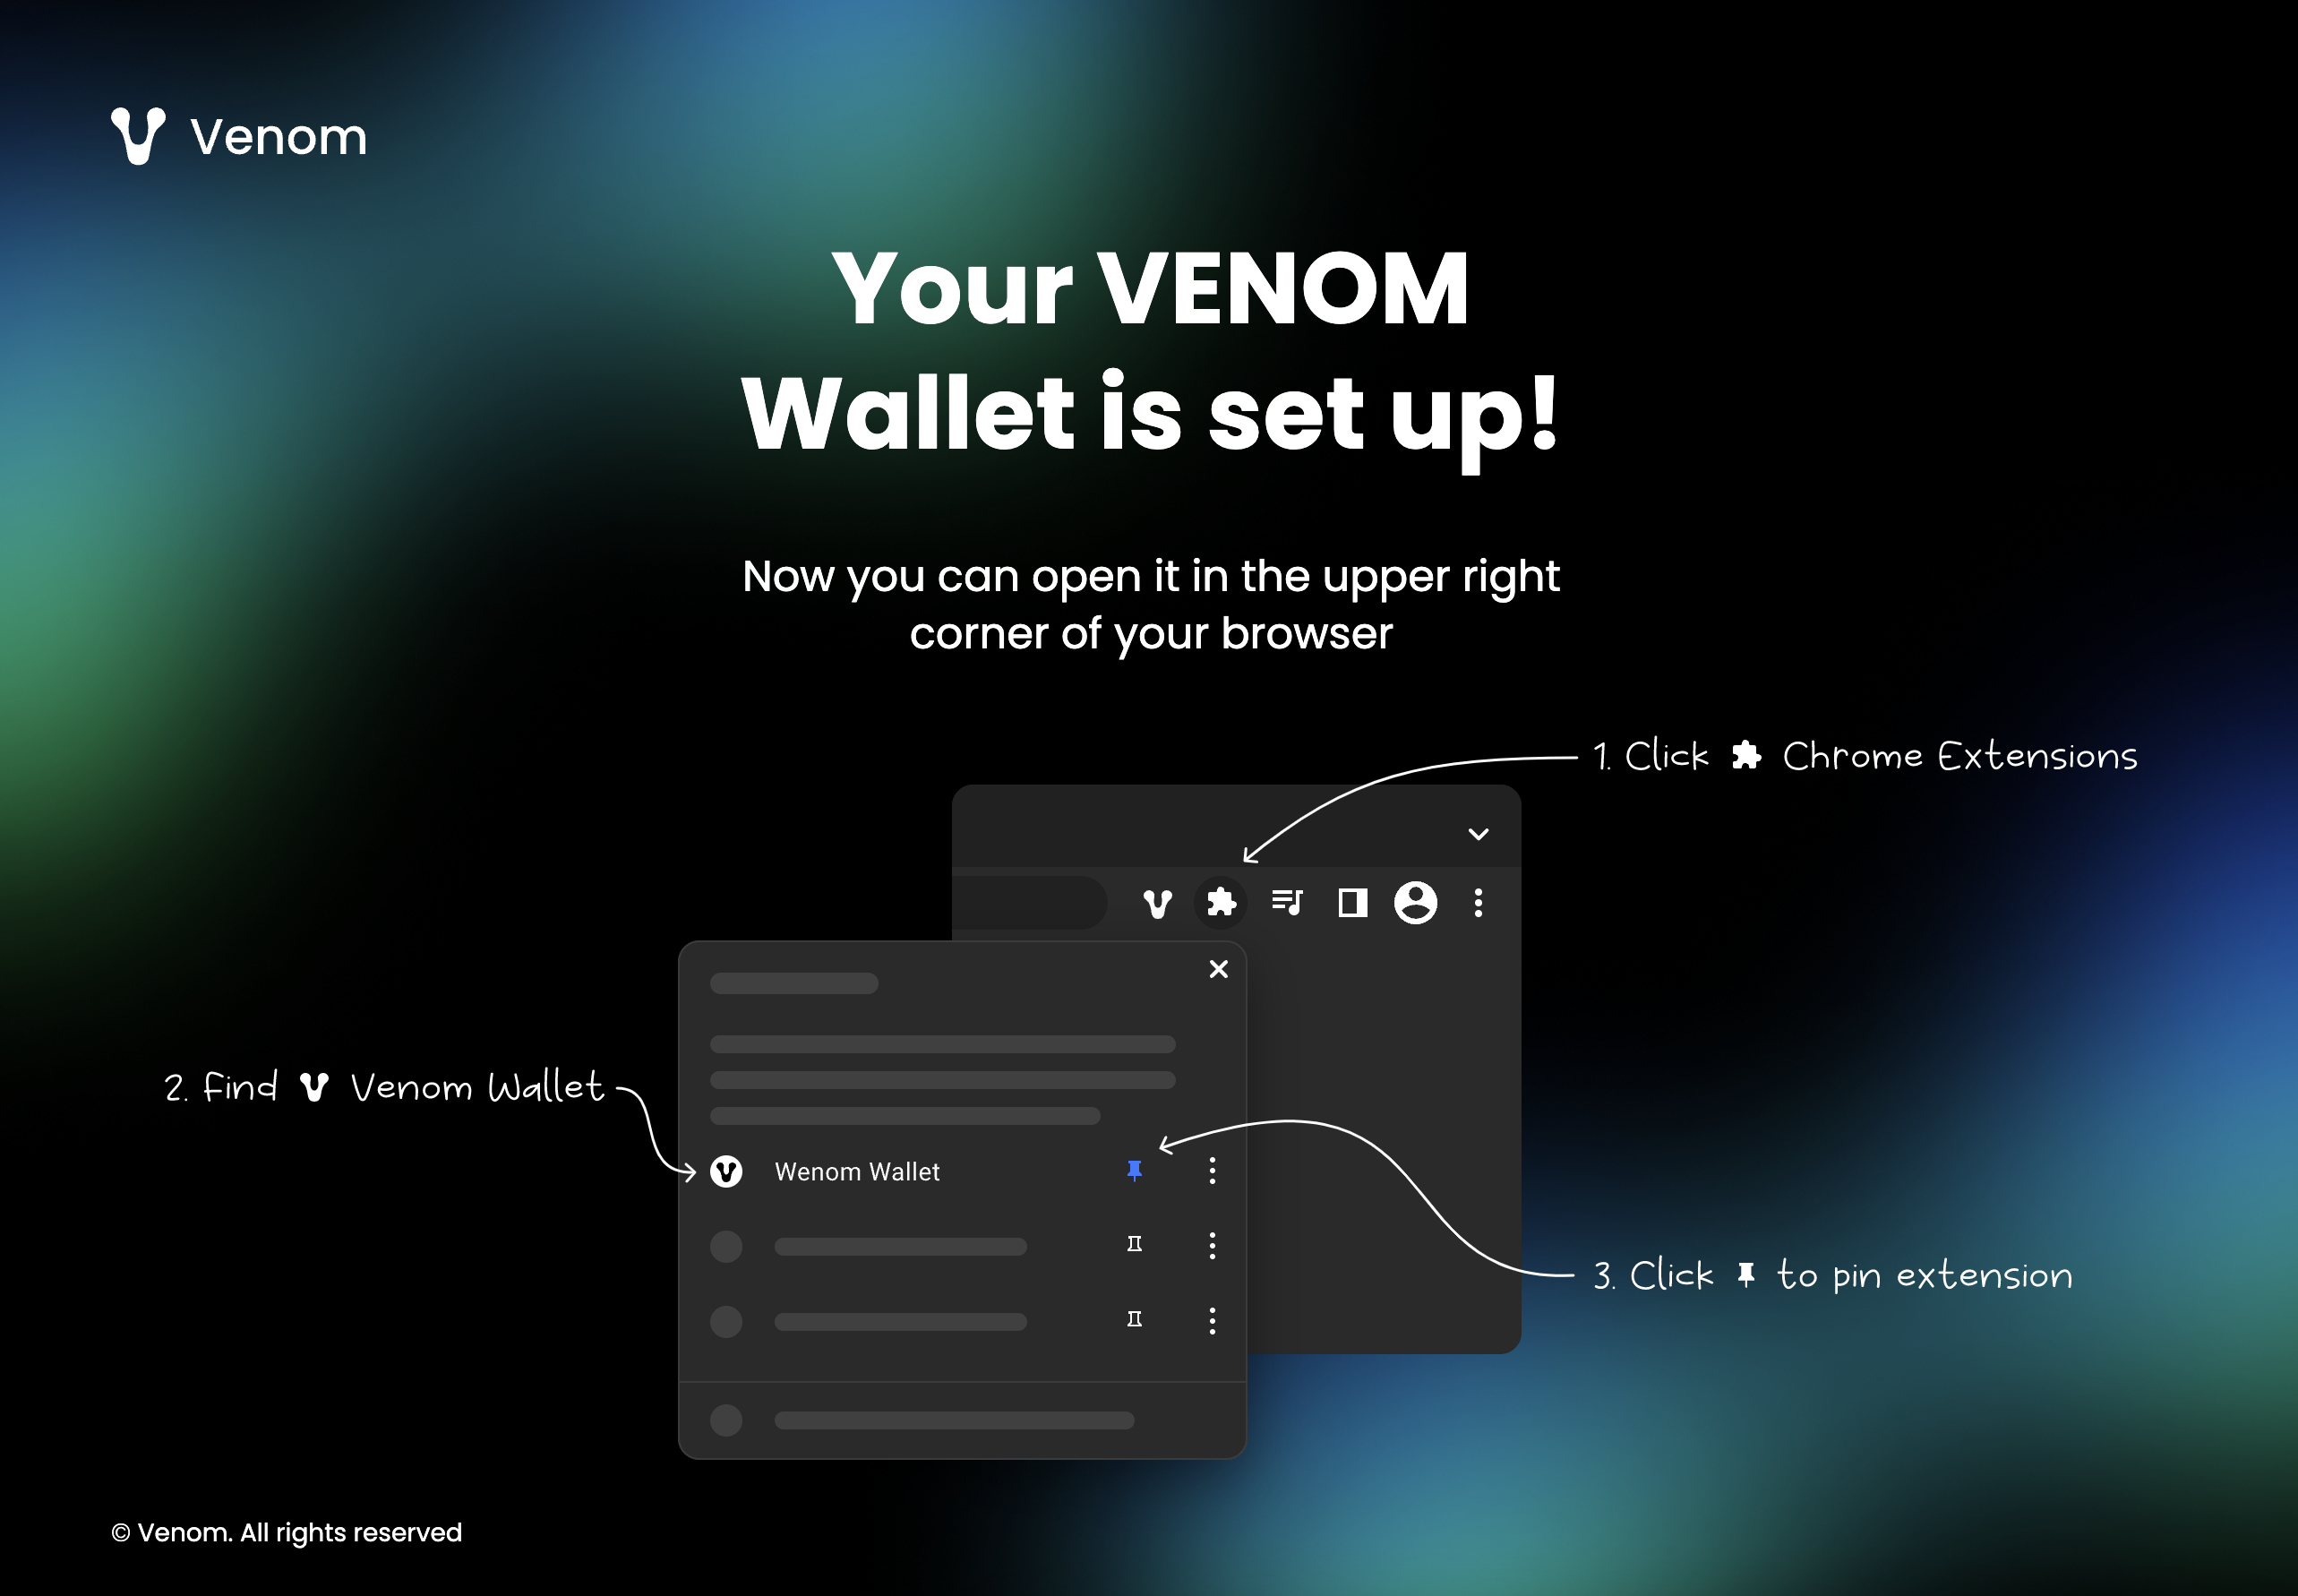 Venom
Your VENOM
Wallet is set up!
Now you can open it in the upper right
corner of your browser
1. Click Chrome Extensions
2. Find Venom Wallet
Wenom Wallet
3. Click to pin extension
© Venom. All rights reserved